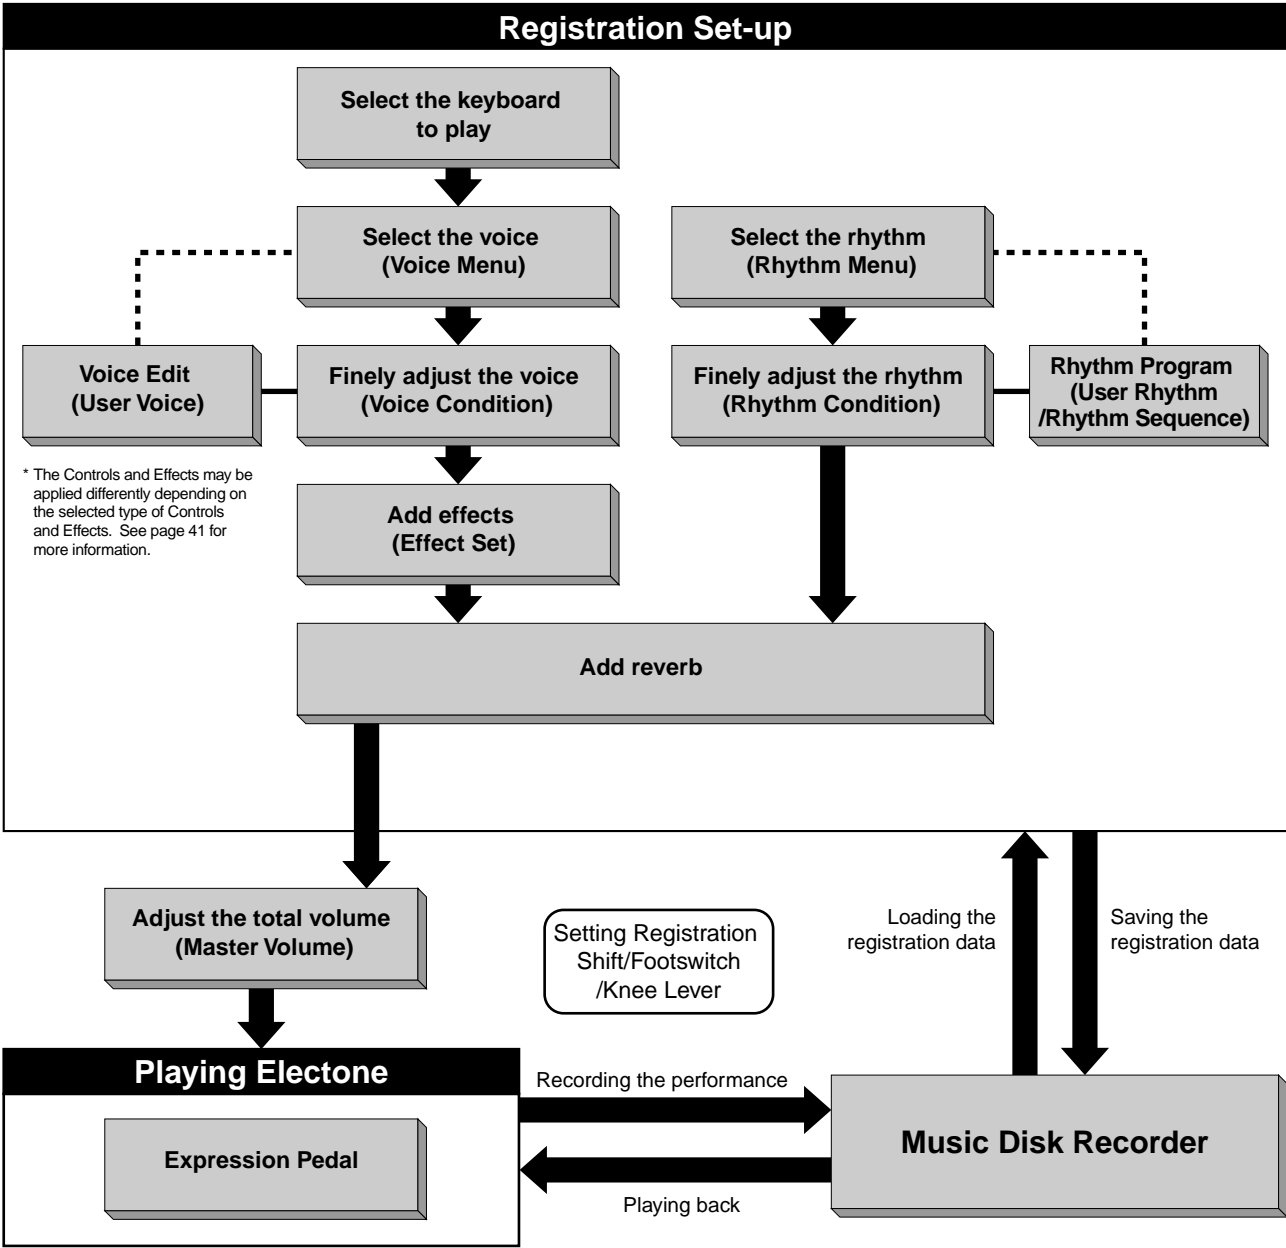 Registration Set-up
Select the keyboard
to play
Select the voice
(Voice Menu)
Select the rhythm
(Rhythm Menu)
Voice Edit
(User Voice)
Finely adjust the voice
(Voice Condition)
Finely adjust the rhythm
(Rhythm Condition)
Rhythm Program
(User Rhythm
/Rhythm Sequence)
* The Controls and Effects may be
applied differently depending on
the selected type of Controls
and Effects.  See page 41 for
more information.
Add effects
(Effect Set)
Add reverb
Adjust the total volume
(Master Volume)
Setting Registration
Shift/Footswitch
/Knee Lever
Loading the
registration data
Saving the
registration data
Playing Electone
Expression Pedal
Recording the performance
Playing back
Music Disk Recorder